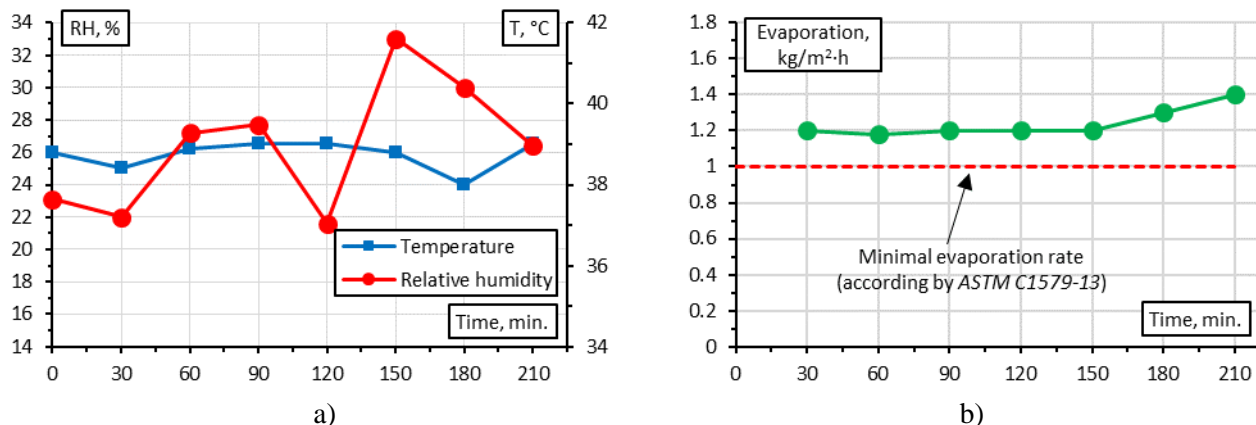 RH, %
T, °C
34
32
30
28
26
24
22
20
18
16
14
42
40
38
36
34
Temperature
Relative humidity
Time, min.
0 30 60 90 120 150 180 210
a)
Evaporation,
kg/m²·h
1.8
1.6
1.4
1.2
1
0.8
0.6
0.4
0.2
0
Minimal evaporation rate
(according by ASTM C1579-13)
Time, min.
0 30 60 90 120 150 180 210
b)